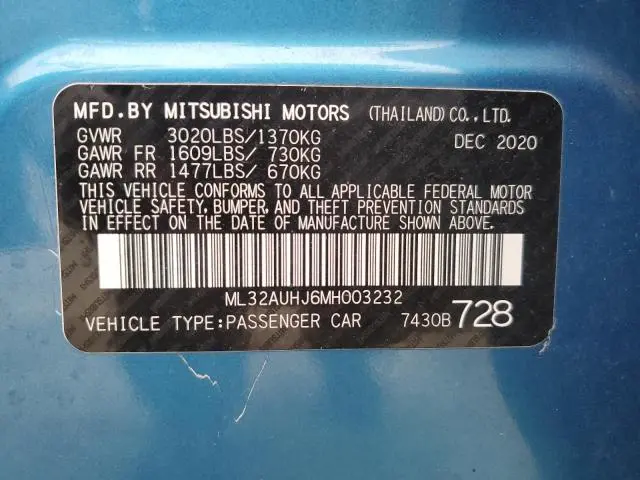 MFD.BY MITSUBISHI MOTORS (THAILAND)CO.,LTD.
GVWR 3020LBS/1370KG DEC 2020
GAWR FR 1609LBS/ 730KG
GAWR RR 1477LBS/ 670KG
THIS VEHICLE CONFORMS TO ALL APPLICABLE FEDERAL MOTOR
VEHICLE SAFETY, BUMPER, AND THEFT PREVENTION STANDARDS
IN EFFECT ON THE DATE OF MANUFACTURE SHOWN ABOVE.
ML32AUHJ6MH003232
VEHICLE TYPE:PASSENGER CAR 7430B 728